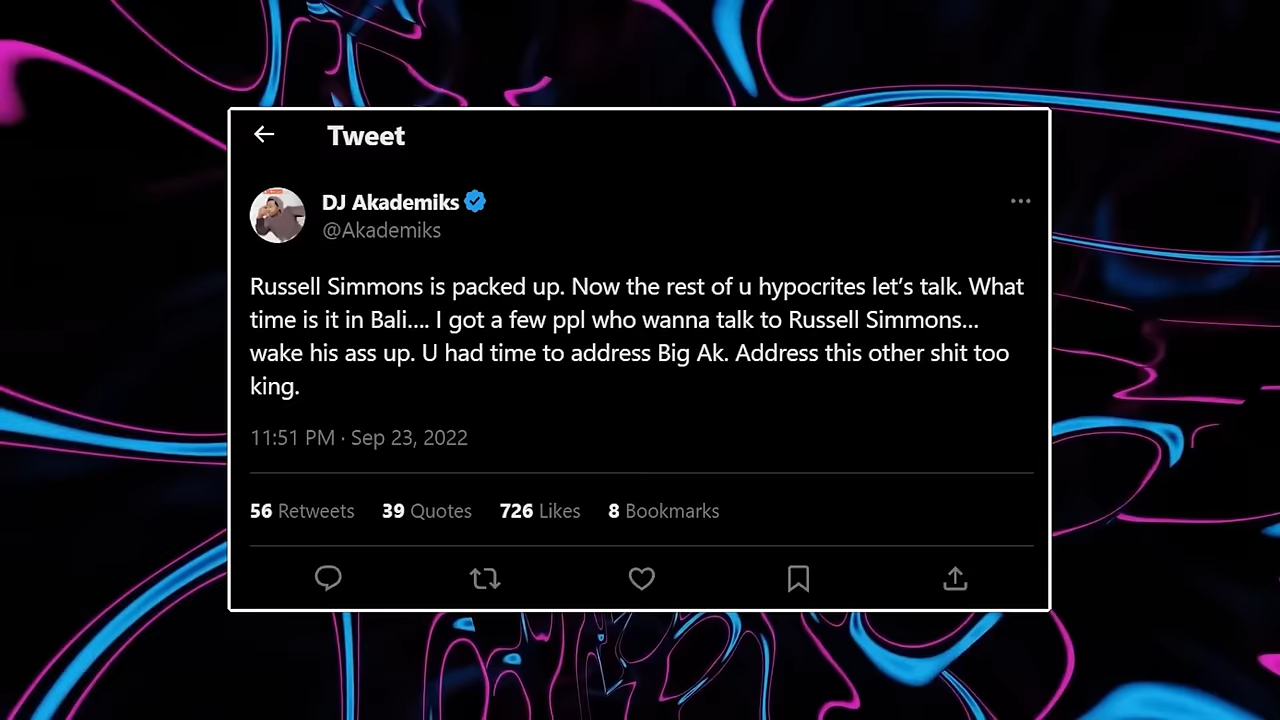 Tweet
DJ Akademiks
@Akademiks
Russell Simmons is packed up. Now the rest of u hypocrites let’s talk. What
time is it in Bali.... I got a few ppl who wanna talk to Russell Simmons...
wake his ass up. U had time to address Big Ak. Address this other shit too
king.
11:51 PM · Sep 23, 2022
56 Retweets 39 Quotes 726 Likes 8 Bookmarks